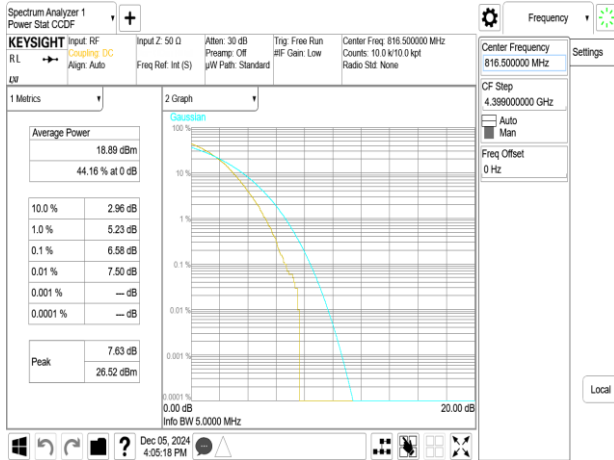 Spectrum Analyzer 1
Power Stat CCDF
Frequency
KEYSIGHT
RL
LXI
Input: RF
Coupling: DC
Align: Auto
Input Z: 50 Ω
Freq Ref: Int (S)
Atten: 30 dB
Preamp: Off
µW Path: Standard
Trig: Free Run
#IF Gain: Low
Center Freq: 816.500000 MHz
Counts: 10.0 k/10.0 kpt
Radio Std: None
Center Frequency
816.500000 MHz
Settings
CF Step
4.399000000 GHz
Auto
Man
Freq Offset
0 Hz
Local
1 Metrics
Average Power
18.89 dBm
44.16 % at 0 dB
10.0 % 2.96 dB
1.0 % 5.23 dB
0.1 % 6.58 dB
0.01 % 7.50 dB
0.001 % --- dB
0.0001 % --- dB
Peak
7.63 dB
26.52 dBm
2 Graph
Gaussian
100 %
10 %
1 %
0.1 %
0.01 %
0.001 %
0.0001 %
0.00 dB 20.00 dB
Info BW 5.0000 MHz
Dec 05, 2024
4:05:18 PM